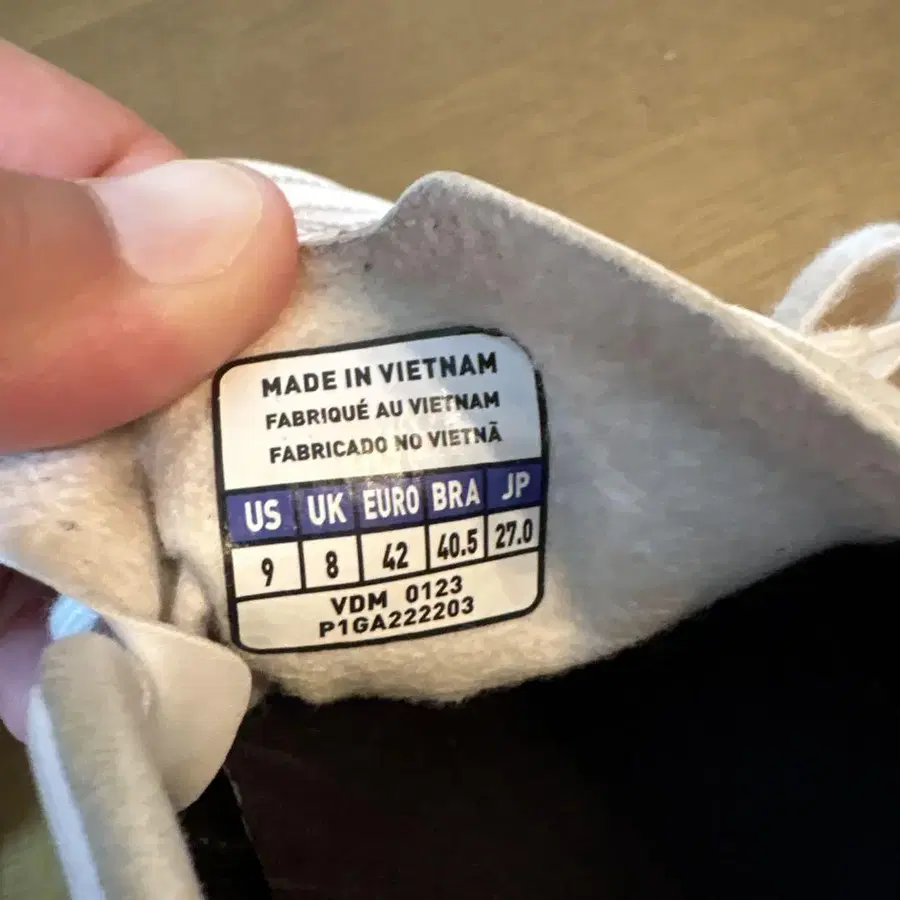 MADE IN VIETNAM
FABRIQUÉ AU VIETNAM
FABRICADO NO VIETNÃ
US UK EURO BRA JP
9 8 42 40.5 27.0
VDM 0123
P1GA222203